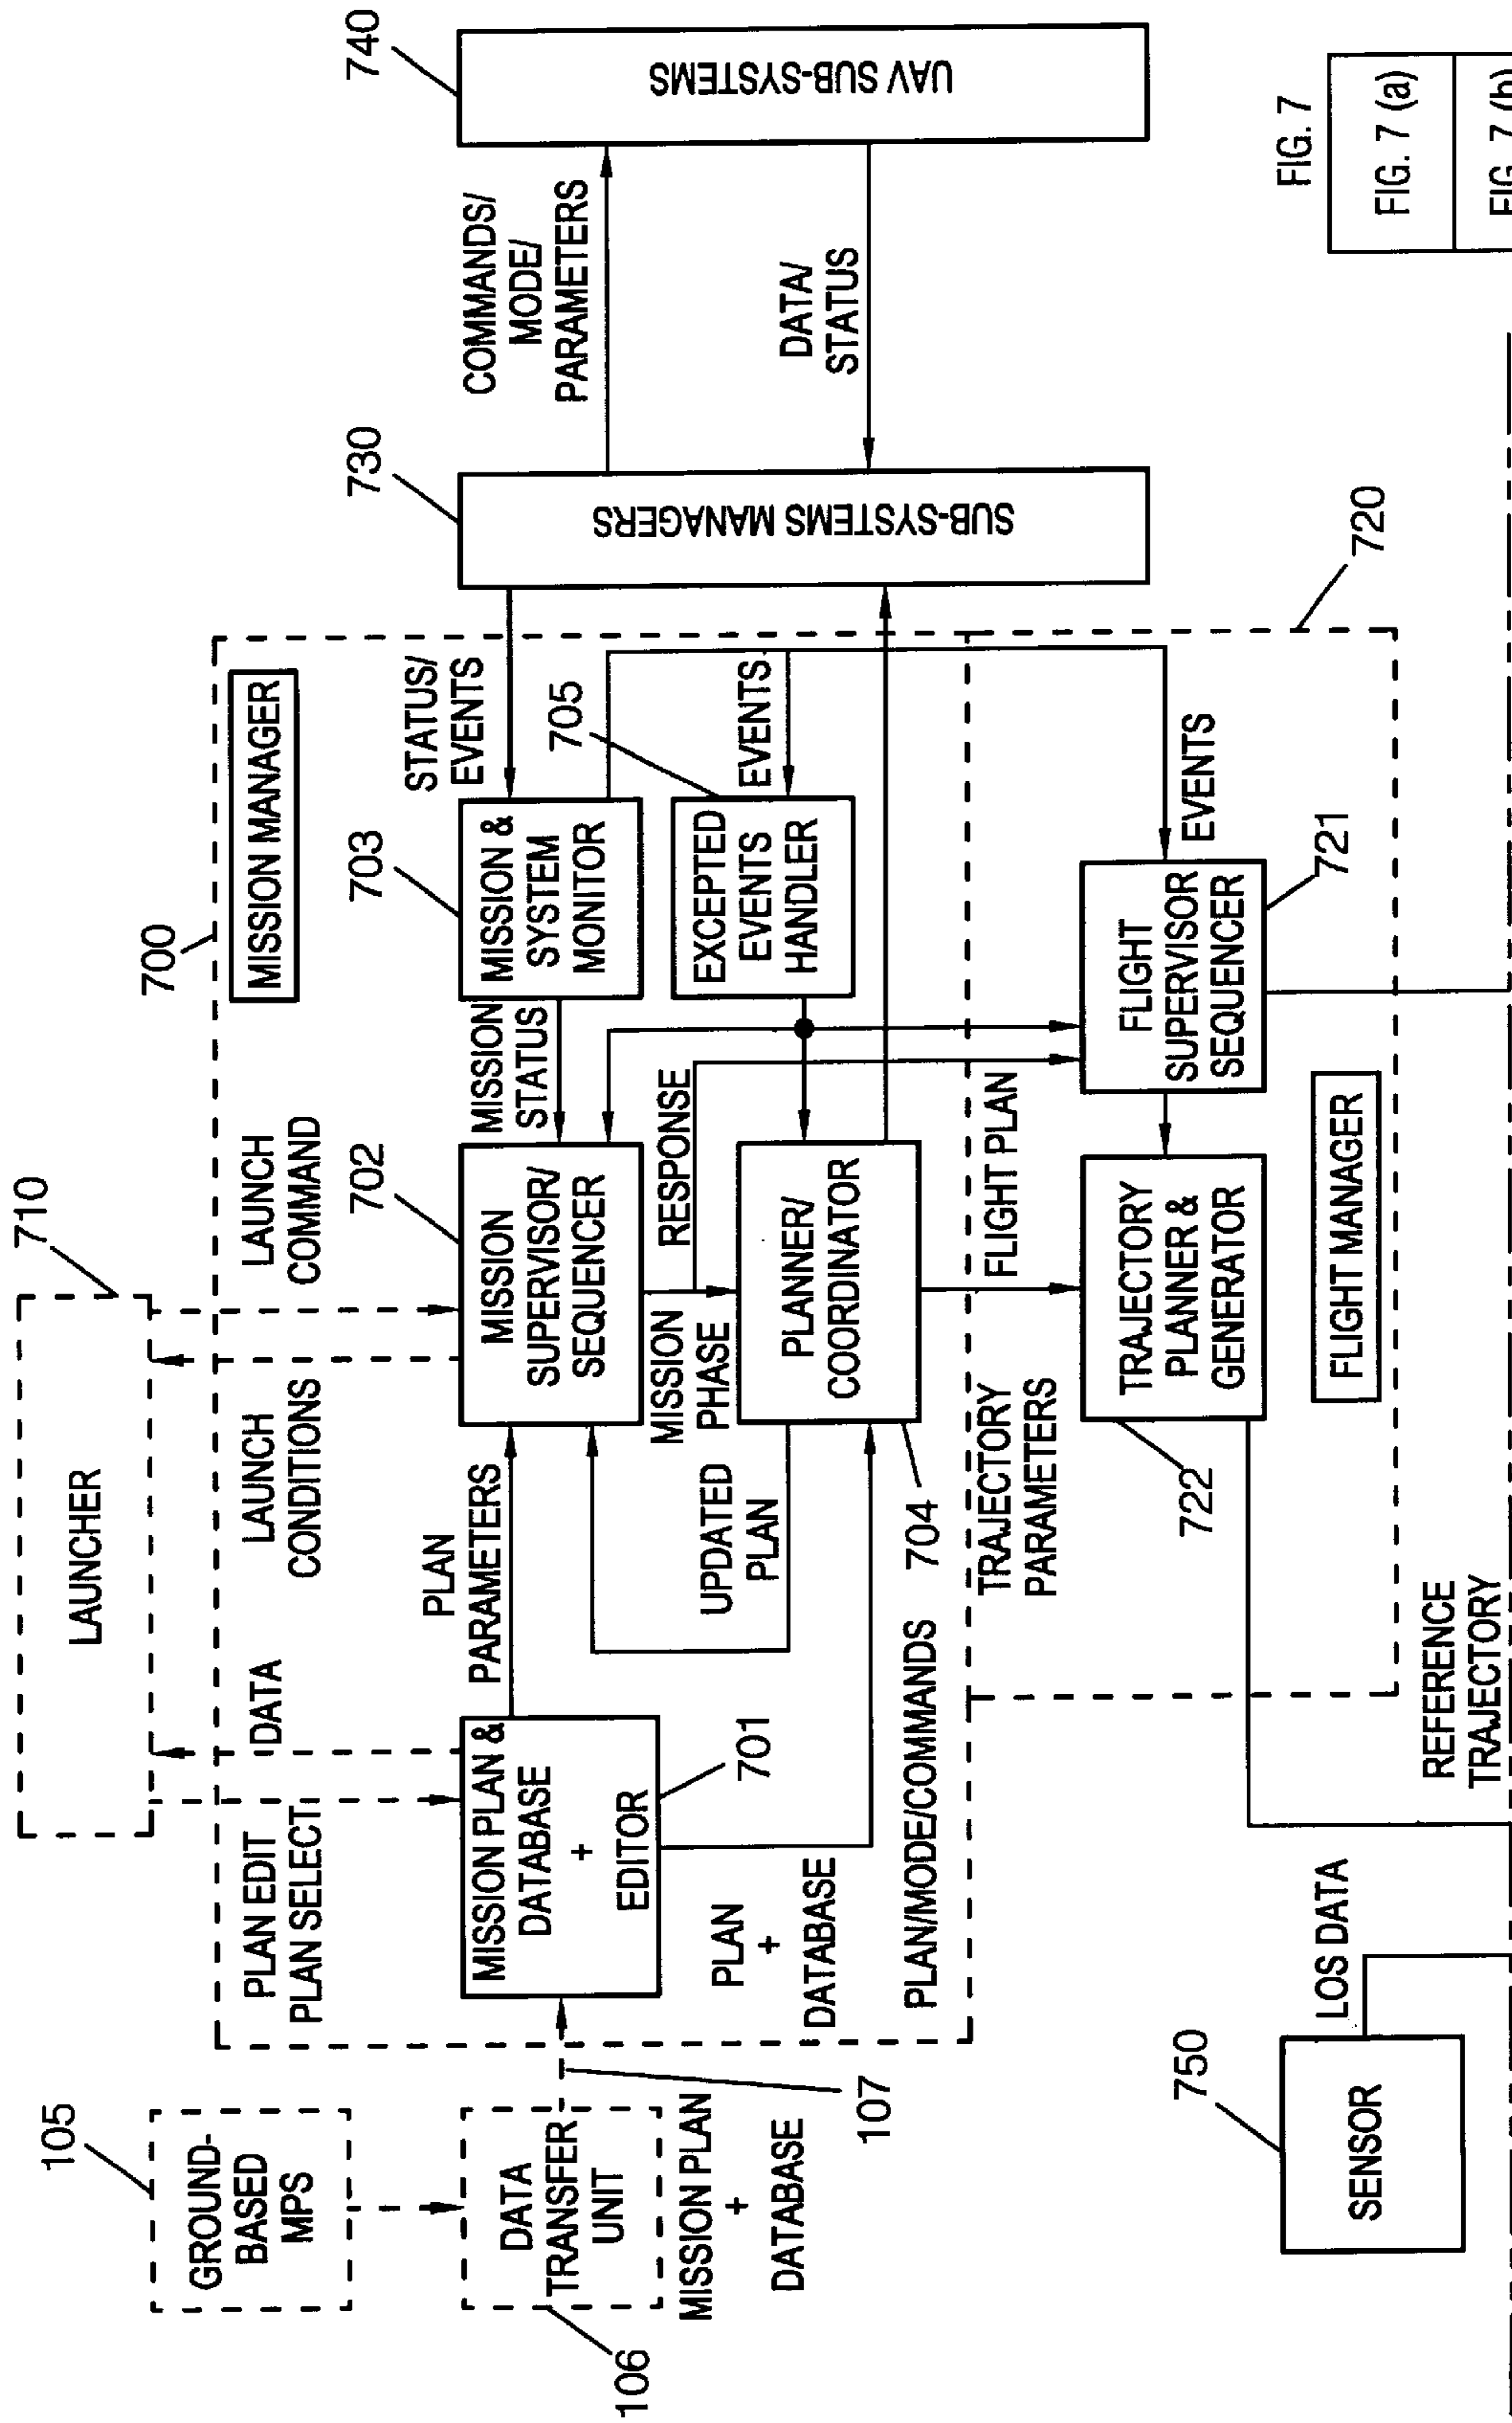 710
LAUNCHER
105
GROUND-
BASED
MPS
PLAN EDIT
PLAN SELECT
DATA
LAUNCH
CONDITIONS
LAUNCH
COMMAND
700
MISSION MANAGER
106
DATA
TRANSFER
UNIT
107
MISSION PLAN
+
DATABASE
MISSION PLAN &
DATABASE
+
EDITOR
701
PLAN
PARAMETERS
702
MISSION
SUPERVISOR/
SEQUENCER
MISSION
STATUS
703
MISSION &
SYSTEM
MONITOR
STATUS/
EVENTS
730
SUB-SYSTEMS MANAGERS
COMMANDS/
MODE/
PARAMETERS
DATA/
STATUS
740
UAV SUB-SYSTEMS
PLAN
+
DATABASE
UPDATED
PLAN
MISSION
PHASE
RESPONSE
PLANNER/
COORDINATOR
704
705
EXCEPTED
EVENTS
HANDLER
EVENTS
PLAN/MODE/COMMANDS
TRAJECTORY
PARAMETERS
FLIGHT PLAN
722
TRAJECTORY
PLANNER &
GENERATOR
FLIGHT
SUPERVISOR
SEQUENCER
721
EVENTS
720
FLIGHT MANAGER
750
SENSOR
LOS DATA
REFERENCE
TRAJECTORY
FIG. 7
FIG. 7 (a)
FIG. 7 (b)